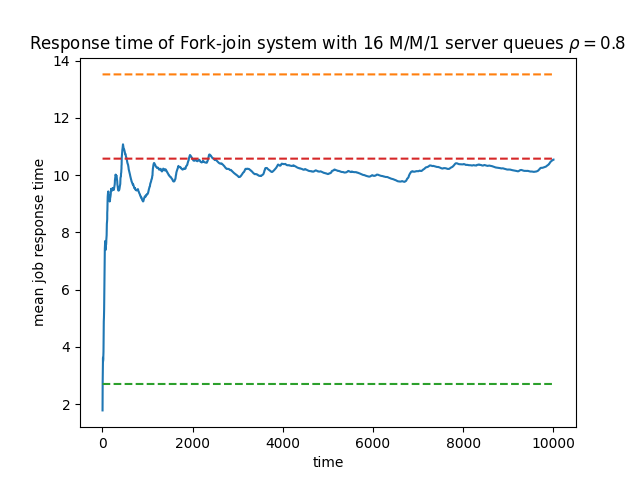 Response time of Fork-join system with 16 M/M/1 server queues ρ = 0.8
14
12
10
8
6
4
2
mean job response time
0 2000 4000 6000 8000 10000
time